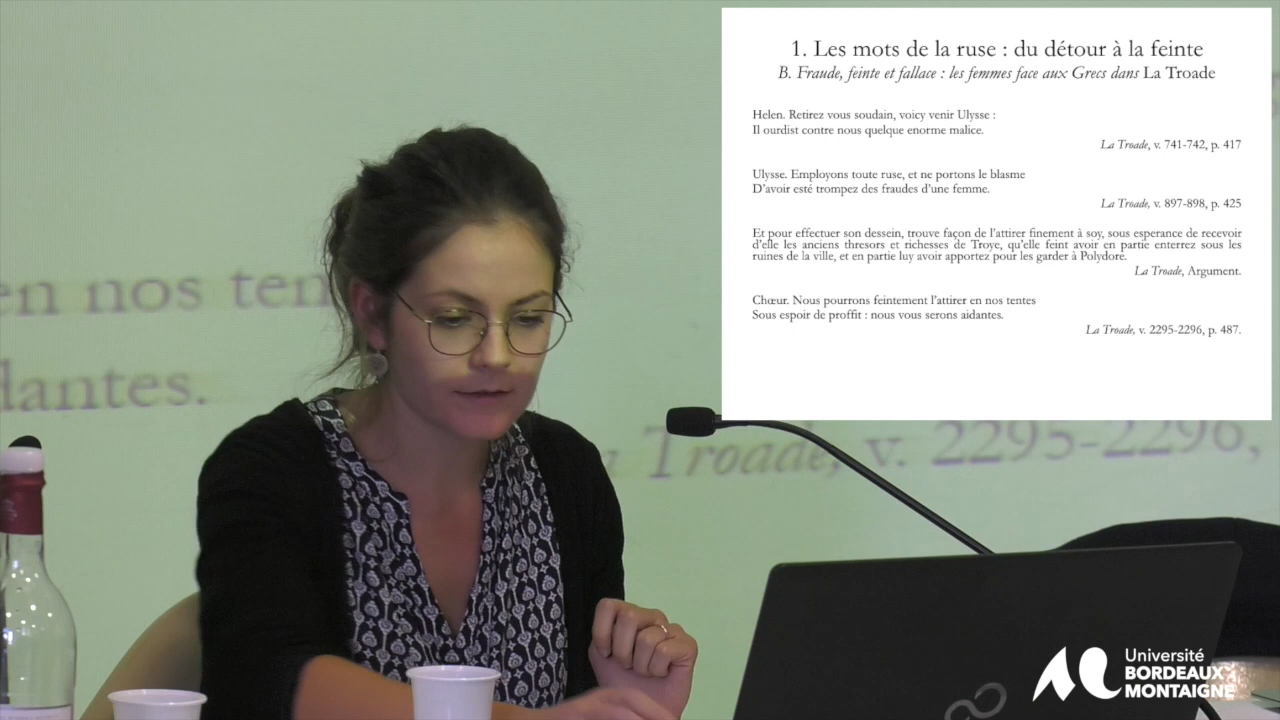 1. Les mots de la ruse : du détour à la feinte
B. Fraude, feinte et fallace : les femmes face aux Grecs dans La Troade
Helen. Retirez vous soudain, voicy venir Ulysse :
Il ourdist contre nous quelque enorme malice.
La Troade, v. 741-742, p. 417
Ulysse. Employons toute ruse, et ne portons le blasme
D'avoir esté trompez des fraudes d'une femme.
La Troade, v. 897-898, p. 425
Et pour effectuer son dessein, trouve façon de l'attirer finement à soy, sous esperance de recevoir
d'elle les anciens thresors et richesses de Troye, qu'elle feint avoir en partie enterrez sous les
ruines de la ville, et en partie luy avoir apportez pour les garder à Polydore.
La Troade, Argument.
Chœur. Nous pourrons feintement l'attirer en nos tentes
Sous espoir de proffit : nous vous serons aidantes.
La Troade, v. 2295-2296, p. 487.
en nos ten
dantes.
Troade, v. 2295-2296,
Université
BORDEAUX
MONTAIGNE